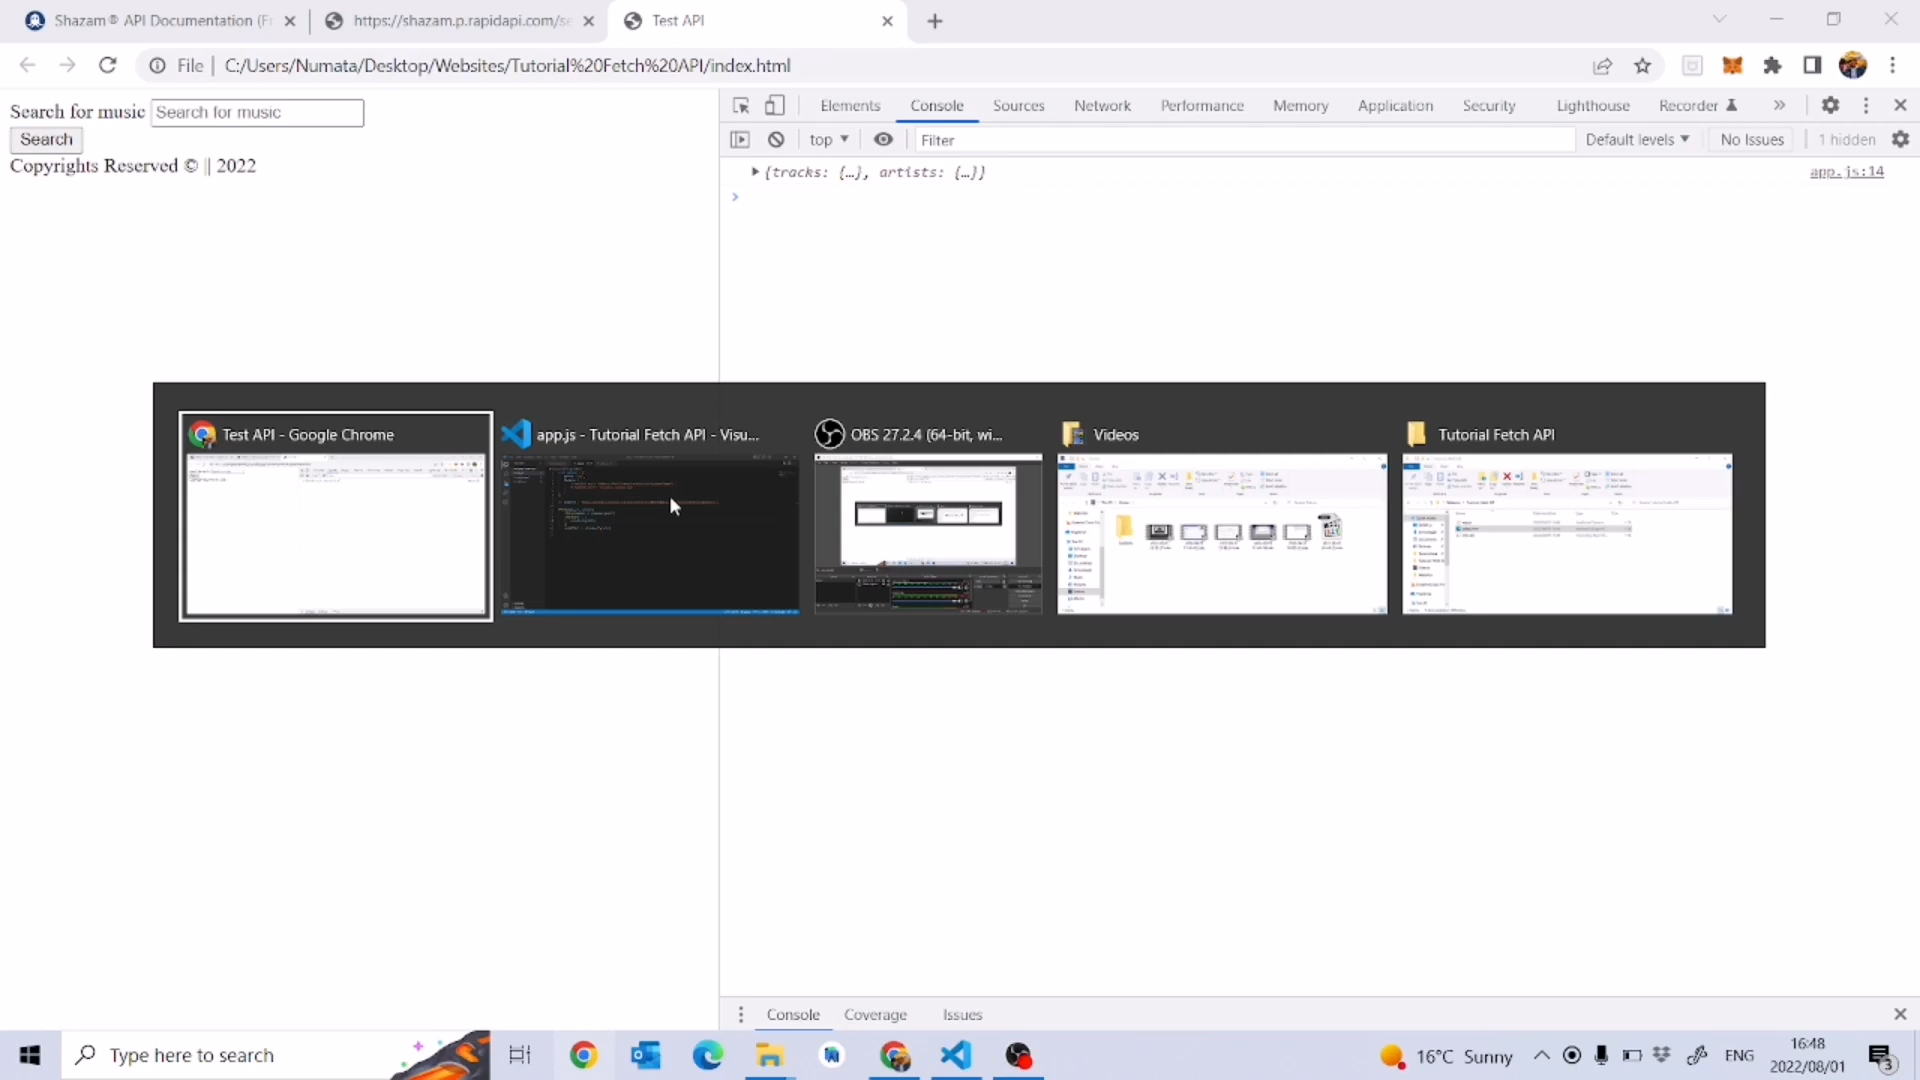 Shazam® API Documentation (Fr
https://shazam.p.rapidapi.com/se
Test API
File | C:/Users/Numata/Desktop/Websites/Tutorial%20Fetch%20API/index.html
Search for music Search for music
Search
Copyrights Reserved © || 2022
Elements Console Sources Network Performance Memory Application Security Lighthouse Recorder
top Filter Default levels No Issues 1 hidden
{tracks: {…}, artists: {…}} app.js:14
Test API - Google Chrome
app.js - Tutorial Fetch API - Visu...
OBS 27.2.4 (64-bit, wi...
Videos
Tutorial Fetch API
Console Coverage Issues
Type here to search
16°C Sunny
ENG
16:48
2022/08/01
3